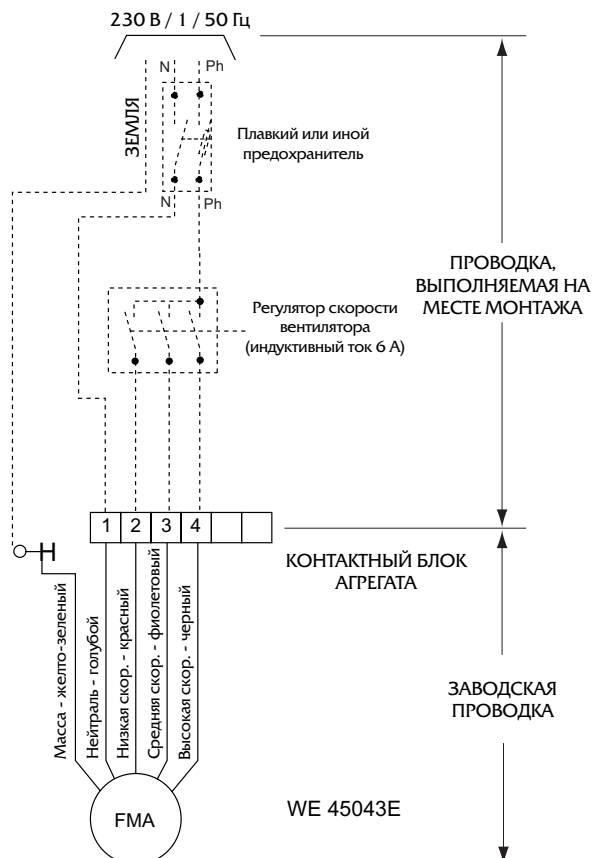 230 В / 1 / 50 Гц
N
Ph
ЗЕМЛЯ
Плавкий или иной
предохранитель
N
Ph
ПРОВОДКА,
ВЫПОЛНЯЕМАЯ НА
МЕСТЕ МОНТАЖА
Регулятор скорости
вентилятора
(индуктивный ток 6 А)
1 2 3 4
КОНТАКТНЫЙ БЛОК
АГРЕГАТА
Масса - желто-зеленый
Нейтраль - голубой
Низкая скор. - красный
Средняя скор. - фиолетовый
Высокая скор. - черный
ЗАВОДСКАЯ
ПРОВОДКА
FMA
WE 45043E